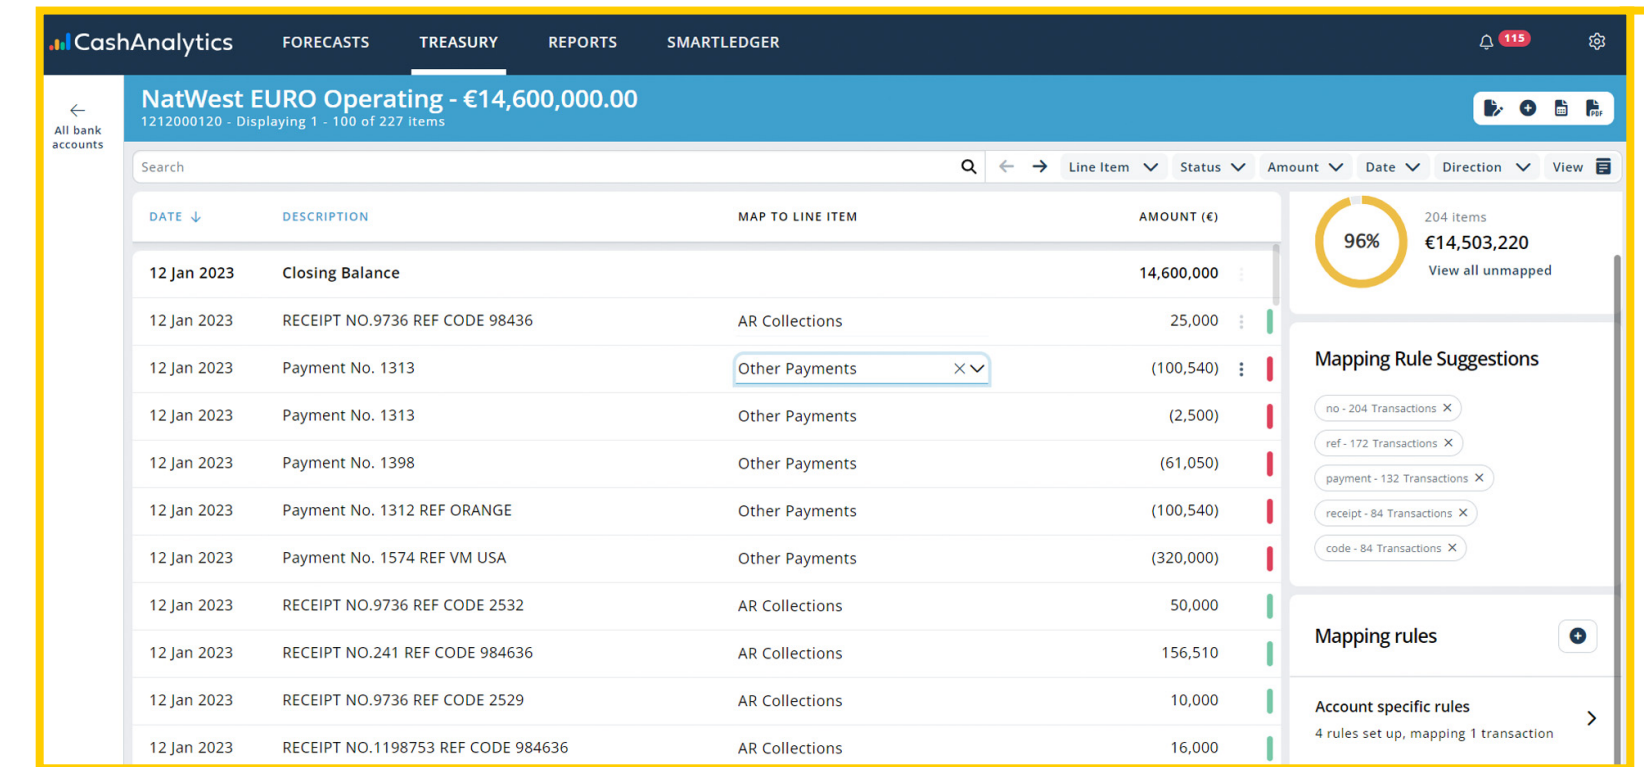 CashAnalytics FORECASTS TREASURY REPORTS SMARTLEDGER 115
All bank
accounts
NatWest EURO Operating - €14,600,000.00
1212000120 - Displaying 1 - 100 of 227 items
PDF
Search Line Item Status Amount Date Direction View
DATE DESCRIPTION MAP TO LINE ITEM AMOUNT (€)
12 Jan 2023 Closing Balance 14,600,000
12 Jan 2023 RECEIPT NO.9736 REF CODE 98436 AR Collections 25,000
12 Jan 2023 Payment No. 1313 Other Payments (100,540)
12 Jan 2023 Payment No. 1313 Other Payments (2,500)
12 Jan 2023 Payment No. 1398 Other Payments (61,050)
12 Jan 2023 Payment No. 1312 REF ORANGE Other Payments (100,540)
12 Jan 2023 Payment No. 1574 REF VM USA Other Payments (320,000)
12 Jan 2023 RECEIPT NO.9736 REF CODE 2532 AR Collections 50,000
12 Jan 2023 RECEIPT NO.241 REF CODE 984636 AR Collections 156,510
12 Jan 2023 RECEIPT NO.9736 REF CODE 2529 AR Collections 10,000
12 Jan 2023 RECEIPT NO.1198753 REF CODE 984636 AR Collections 16,000
96%
204 items
€14,503,220
View all unmapped
Mapping Rule Suggestions
no - 204 Transactions
ref - 172 Transactions
payment - 132 Transactions
receipt - 84 Transactions
code - 84 Transactions
Mapping rules
Account specific rules
4 rules set up, mapping 1 transaction